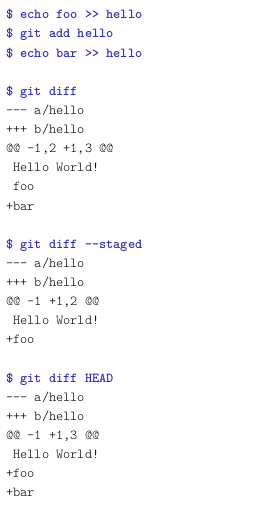 $ echo foo >> hello
$ git add hello
$ echo bar >> hello

$ git diff
--- a/hello
+++ b/hello
@@ -1,2 +1,3 @@
 Hello World!
 foo
+bar

$ git diff --staged
--- a/hello
+++ b/hello
@@ -1 +1,2 @@
 Hello World!
+foo

$ git diff HEAD
--- a/hello
+++ b/hello
@@ -1 +1,3 @@
 Hello World!
+foo
+bar